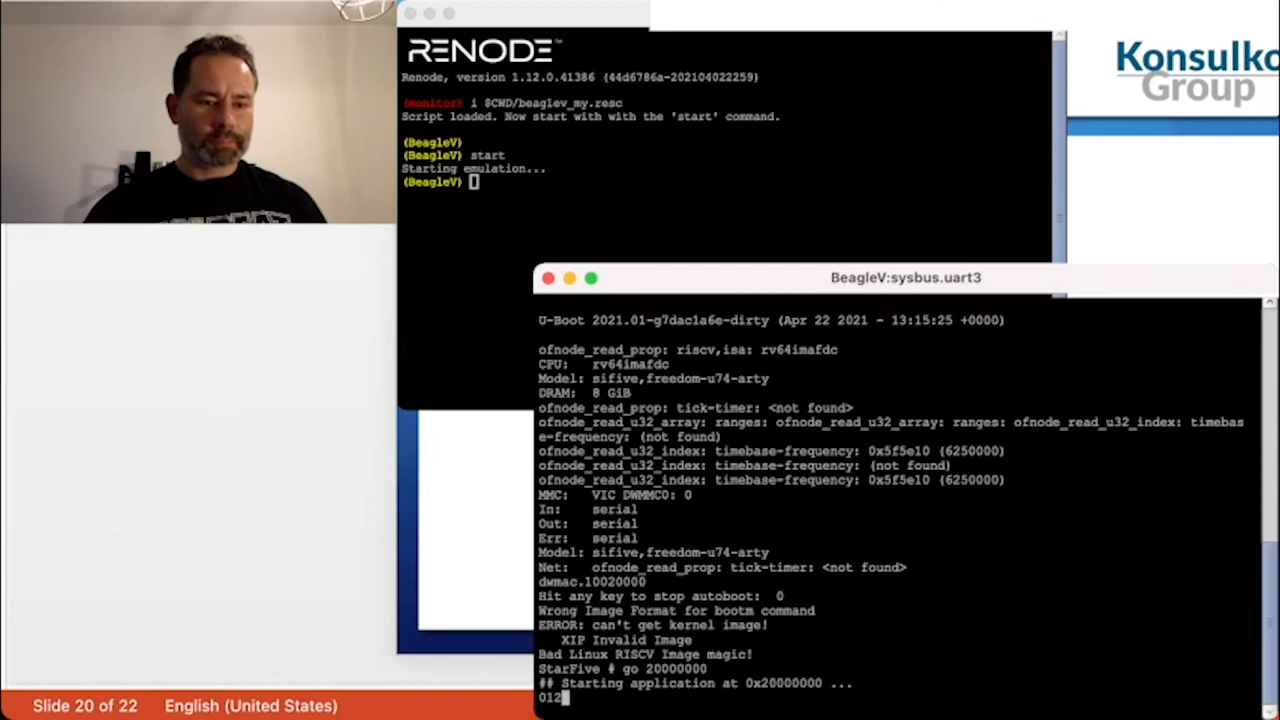 RENODE™
Renode, version 1.12.0.41386 (44d6786a-202104022259)
(monitor) i $CWD/beaglev_my.resc
Script loaded. Now start with with the 'start' command.
(BeagleV)
(BeagleV) start
Starting emulation...
(BeagleV)
Konsulko
Group
BeagleV:sysbus.uart3
U-Boot 2021.01-g7dac1a6e-dirty (Apr 22 2021 - 13:15:25 +0000)
ofnode_read_prop: riscv,isa: rv64imafdc
CPU: rv64imafdc
Model: sifive,freedom-u74-arty
DRAM: 8 GiB
ofnode_read_prop: tick-timer: <not found>
ofnode_read_u32_array: ranges: ofnode_read_u32_array: ranges: ofnode_read_u32_index: timebas
e-frequency: (not found)
ofnode_read_u32_index: timebase-frequency: 0x5f5e10 (6250000)
ofnode_read_u32_index: timebase-frequency: (not found)
ofnode_read_u32_index: timebase-frequency: 0x5f5e10 (6250000)
MMC: VIC DWMMC0: 0
In: serial
Out: serial
Err: serial
Model: sifive,freedom-u74-arty
Net: ofnode_read_prop: tick-timer: <not found>
dwmac.10020000
Hit any key to stop autoboot: 0
Wrong Image Format for bootm command
ERROR: can't get kernel image!
XIP Invalid Image
Bad Linux RISCV Image magic!
StarFive # go 20000000
## Starting application at 0x20000000 ...
012
Slide 20 of 22 English (United States)